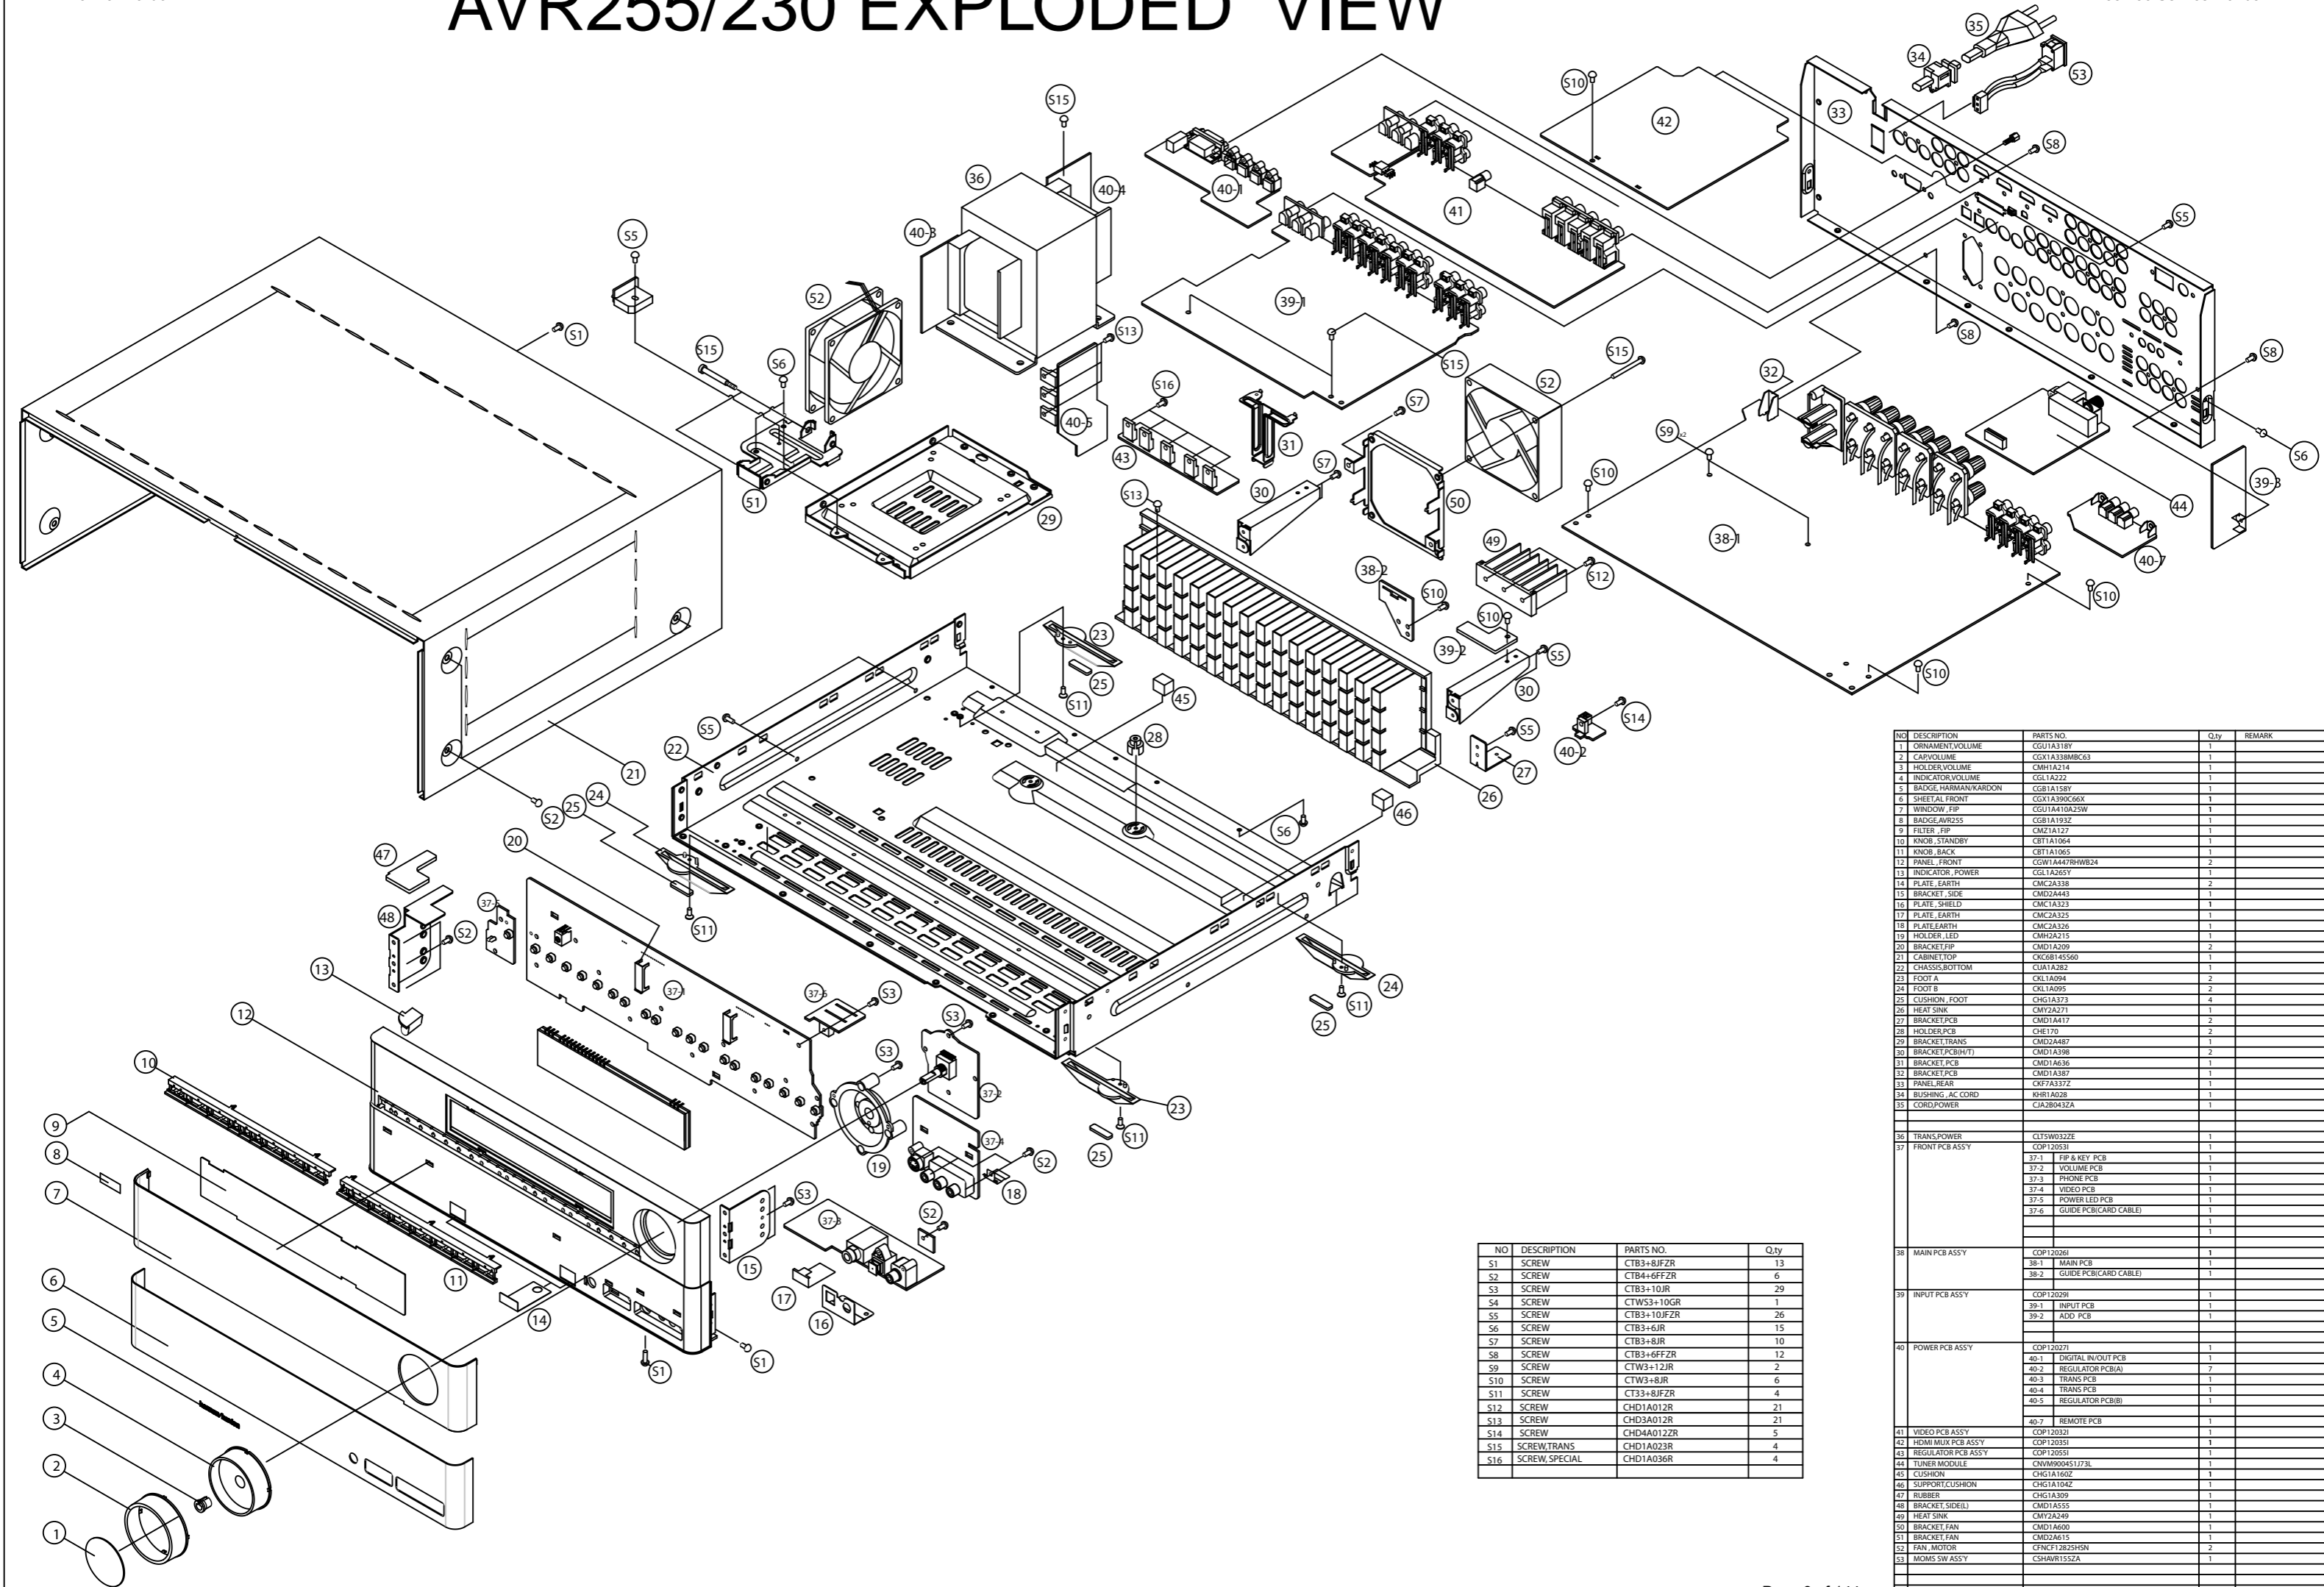 AVR255/230 EXPLODED VIEW
NO DESCRIPTION PARTS NO. Q,ty
S1 SCREW CTB3+8JFZR 13
S2 SCREW CTB4+6FFZR 6
S3 SCREW CTB3+10JR 29
S4 SCREW CTWS3+10GR 1
S5 SCREW CTB3+10JFZR 26
S6 SCREW CTB3+6JR 15
S7 SCREW CTB3+8JR 10
S8 SCREW CTB3+6FFZR 12
S9 SCREW CTW3+12JR 2
S10 SCREW CTW3+8JR 6
S11 SCREW CT33+8JFZR 4
S12 SCREW CHD1A012R 21
S13 SCREW CHD3A012R 21
S14 SCREW CHD4A012ZR 5
S15 SCREW,TRANS CHD1A023R 4
S16 SCREW, SPECIAL CHD1A036R 4
NO DESCRIPTION PARTS NO. Q,ty REMARK
1 ORNAMENT,VOLUME CGU1A318Y 1
2 CAP,VOLUME CGX1A338MBC63 1
3 HOLDER,VOLUME CMH1A214 1
4 INDICATOR,VOLUME CGL1A222 1
5 BADGE, HARMAN/KARDON CGB1A158Y 1
6 SHEET,AL FRONT CGX1A390C66X 1
7 WINDOW , FIP CGU1A410A25W 1
8 BADGE,AVR255 CGB1A193Z 1
9 FILTER , FIP CMZ1A127 1
10 KNOB , STANDBY CBT1A1064 1
11 KNOB , BACK CBT1A1065 1
12 PANEL , FRONT CGW1A447RHWB24 2
13 INDICATOR , POWER CGL1A265Y 1
14 PLATE , EARTH CMC2A338 2
15 BRACKET , SIDE CMD2A443 1
16 PLATE , SHIELD CMC1A323 1
17 PLATE , EARTH CMC2A325 1
18 PLATE,EARTH CMC2A326 1
19 HOLDER , LED CMH2A215 1
20 BRACKET,FIP CMD1A209 2
21 CABINET,TOP CKC6B145S60 1
22 CHASSIS,BOTTOM CUA1A282 1
23 FOOT A CKL1A094 2
24 FOOT B CKL1A095 2
25 CUSHION , FOOT CHG1A373 4
26 HEAT SINK CMY2A271 1
27 BRACKET,PCB CMD1A417 2
28 HOLDER,PCB CHE170 2
29 BRACKET,TRANS CMD2A487 1
30 BRACKET,PCB(H/T) CMD1A398 2
31 BRACKET, PCB CMD1A636 1
32 BRACKET,PCB CMD1A387 1
33 PANEL,REAR CKF7A337Z 1
34 BUSHING , AC CORD KHR1A028 1
35 CORD,POWER CJA2B043ZA 1
36 TRANS,POWER CLT5W032ZE 1
37 FRONT PCB ASS'Y COP12053I 1
37-1 FIP & KEY PCB 1
37-2 VOLUME PCB 1
37-3 PHONE PCB 1
37-4 VIDEO PCB 1
37-5 POWER LED PCB 1
37-6 GUIDE PCB(CARD CABLE) 1
1
1
38 MAIN PCB ASS'Y COP12026I 1
38-1 MAIN PCB 1
38-2 GUIDE PCB(CARD CABLE) 1
39 INPUT PCB ASS'Y COP12029I 1
39-1 INPUT PCB 1
39-2 ADD PCB 1
40 POWER PCB ASS'Y COP12027I 1
40-1 DIGITAL IN/OUT PCB 1
40-2 REGULATOR PCB(A) 7
40-3 TRANS PCB 1
40-4 TRANS PCB 1
40-5 REGULATOR PCB(B) 1
40-7 REMOTE PCB 1
41 VIDEO PCB ASS'Y COP12032I 1
42 HDMI MUX PCB ASS'Y COP12035I 1
43 REGULATOR PCB ASS'Y COP12055I 1
44 TUNER MODULE CNVM9004S1J73L 1
45 CUSHION CHG1A160Z 1
46 SUPPORT,CUSHION CHG1A104Z 1
47 RUBBER CHG1A309 1
48 BRACKET, SIDE(L) CMD1A555 1
49 HEAT SINK CMY2A249 1
50 BRACKET, FAN CMD1A600 1
51 BRACKET, FAN CMD2A615 1
52 FAN , MOTOR CFNCF12825HSN 2
53 MOMS SW ASS'Y CSHAVR155ZA 1